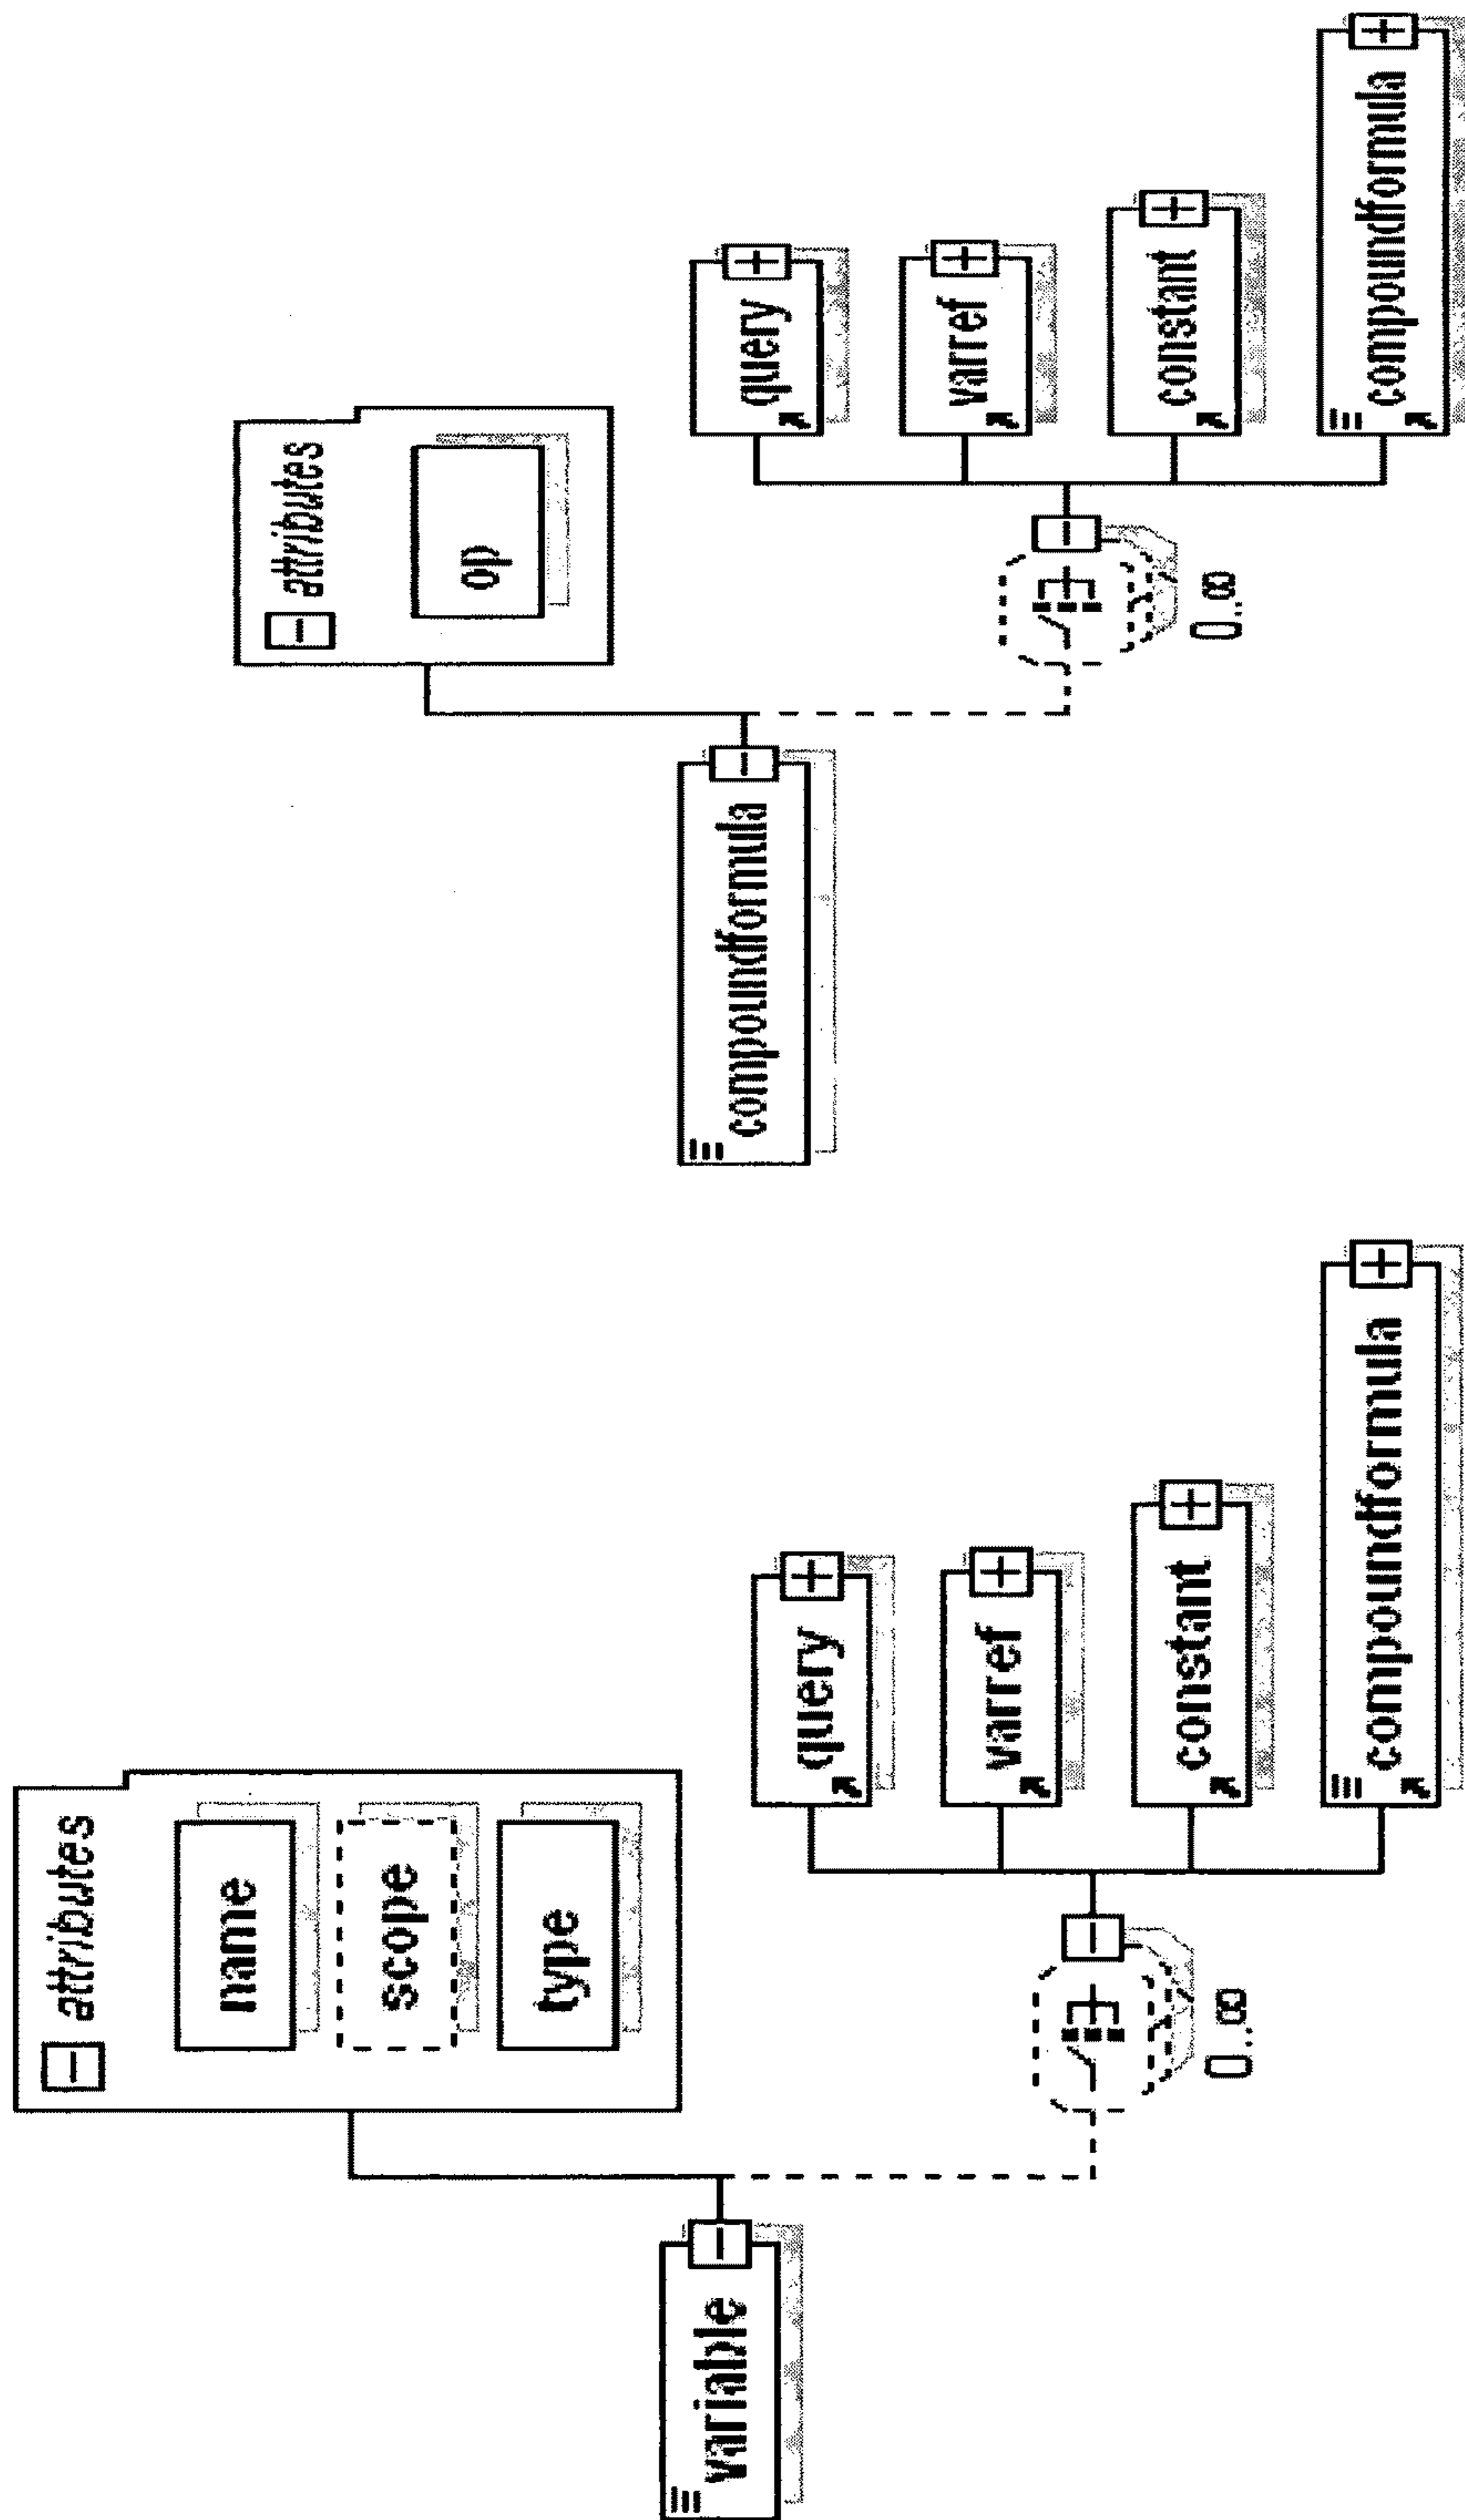 variable
attributes
name
scope
type
0..∞
query
varref
constant
compoundformula
compoundformula
attributes
op
0..∞
query
varref
constant
compoundformula